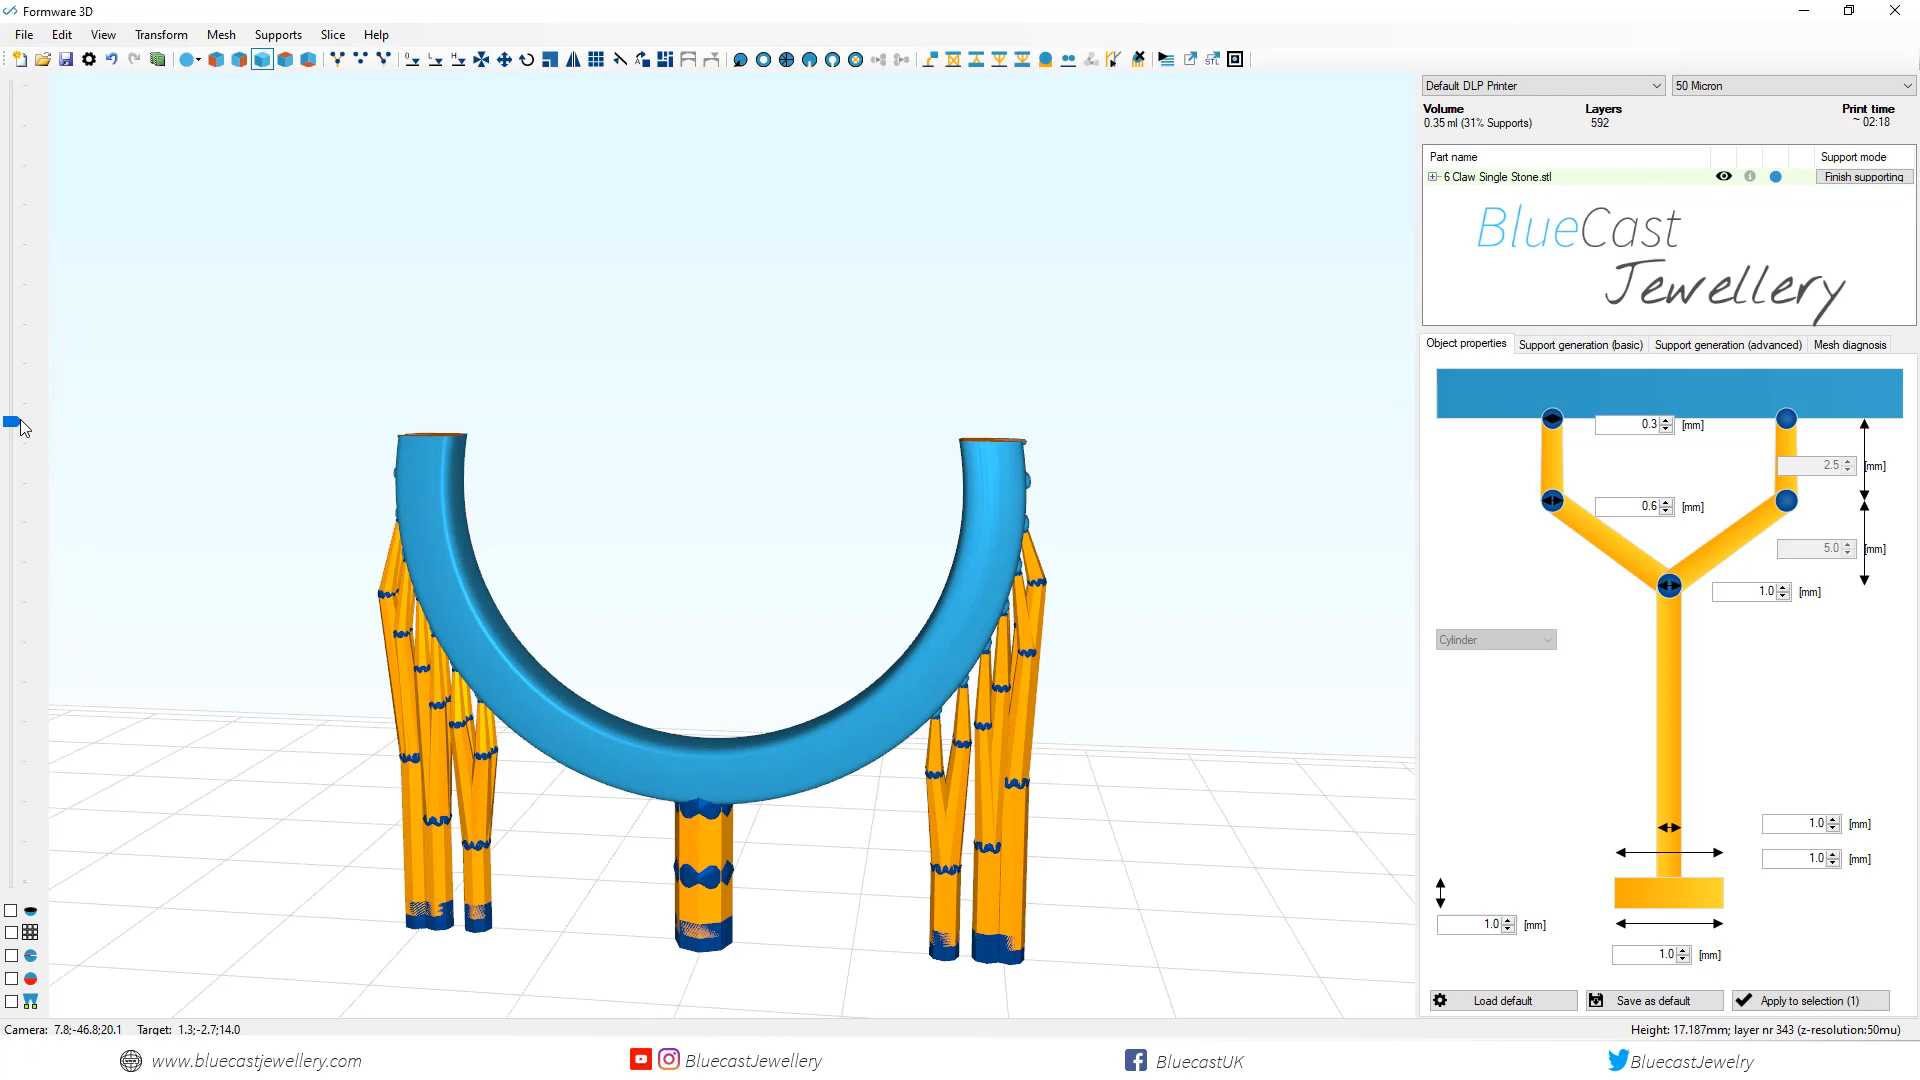 Formware 3D
File Edit View Transform Mesh Supports Slice Help
Default DLP Printer 50 Micron
Volume Layers Print time
0.35 ml (31% Supports) 592 ~ 02:18
Part name Support mode
6 Claw Single Stone.stl Finish supporting
BlueCast
Jewellery
Object properties Support generation (basic) Support generation (advanced) Mesh diagnosis
0.3 [mm]
2.5 [mm]
0.6 [mm]
5.0 [mm]
1.0 [mm]
Cylinder
1.0 [mm]
1.0 [mm]
1.0 [mm]
1.0 [mm]
Load default Save as default Apply to selection (1)
Camera: 7.8;-46.8;20.1 Target: 1.3;-2.7;14.0 Height: 17.187mm; layer nr 343 (z-resolution:50mu)
www.bluecastjewellery.com BluecastJewellery BluecastUK BluecastJewelry